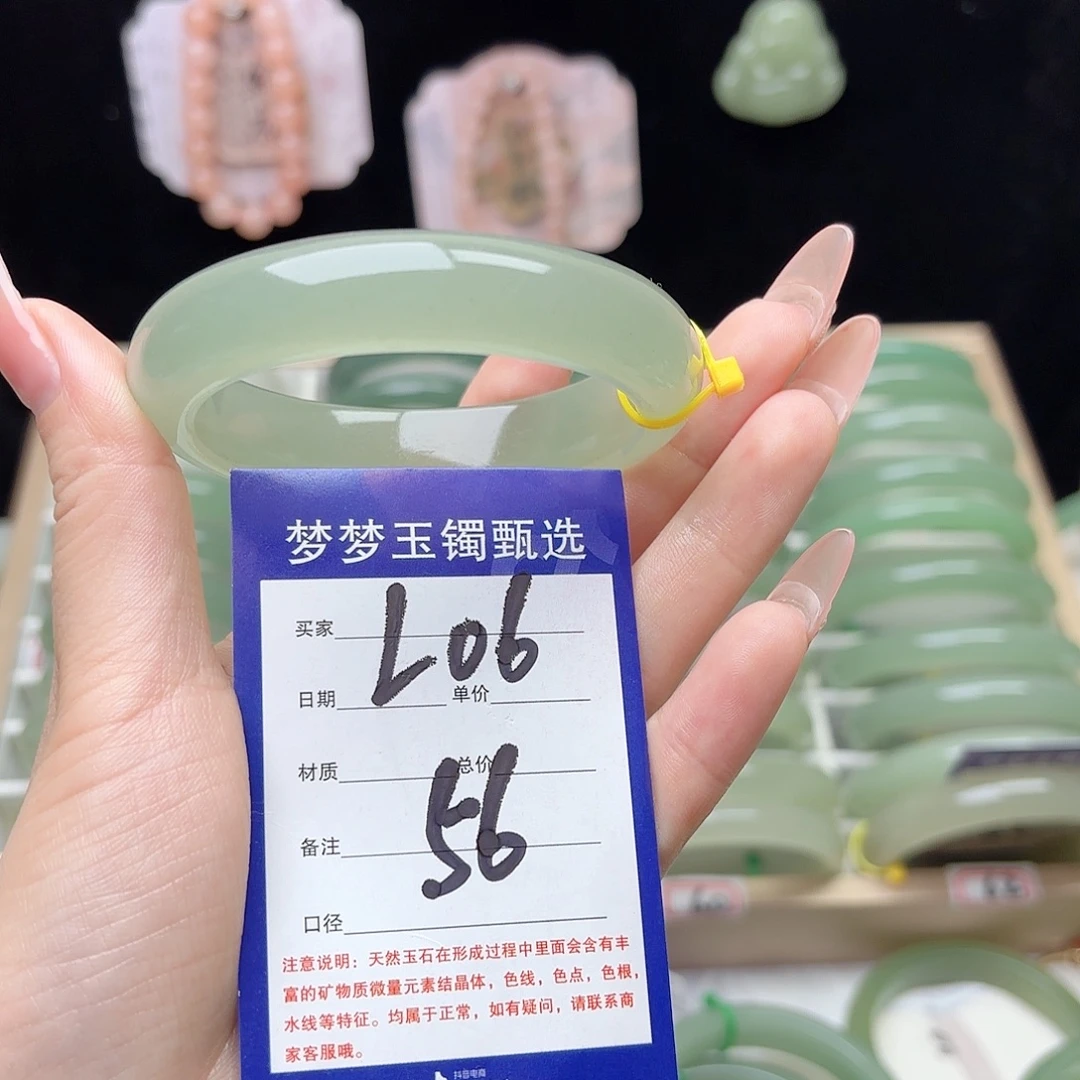 梦梦玉镯甄选
买家 L06
日期 单价
材质 总价
56
备注
口径
注意说明：天然玉石在形成过程中里面会含有丰
富的矿物质微量元素结晶体，色线，色点，色根，
水线等特征。均属于正常，如有疑问，请联系商
家客服哦。
抖音电商